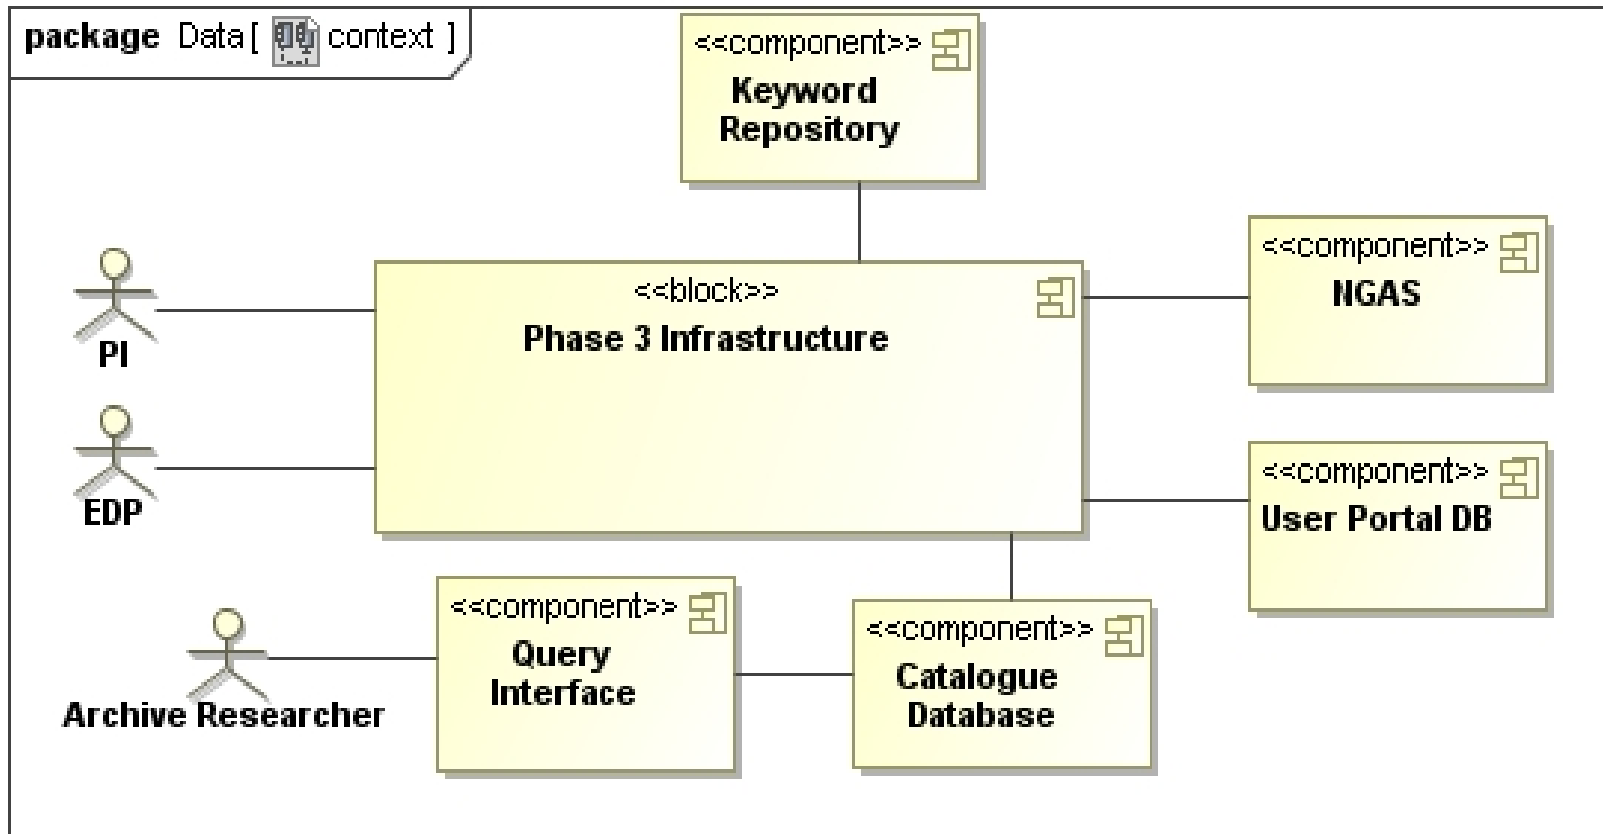 package Data [ context ]
<<component>>
Keyword
Repository
<<component>>
NGAS
<<block>>
Phase 3 Infrastructure
PI
EDP
<<component>>
User Portal DB
<<component>>
Query
Interface
<<component>>
Catalogue
Database
Archive Researcher